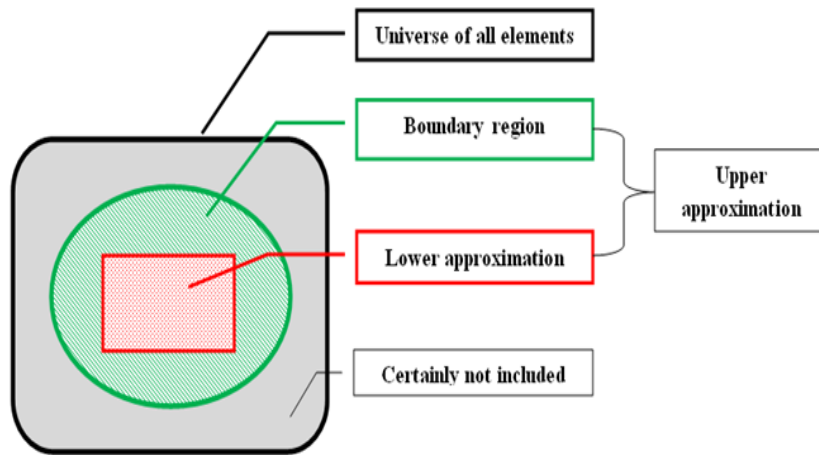 Universe of all elements
Boundary region
Upper
approximation
Lower approximation
Certainly not included